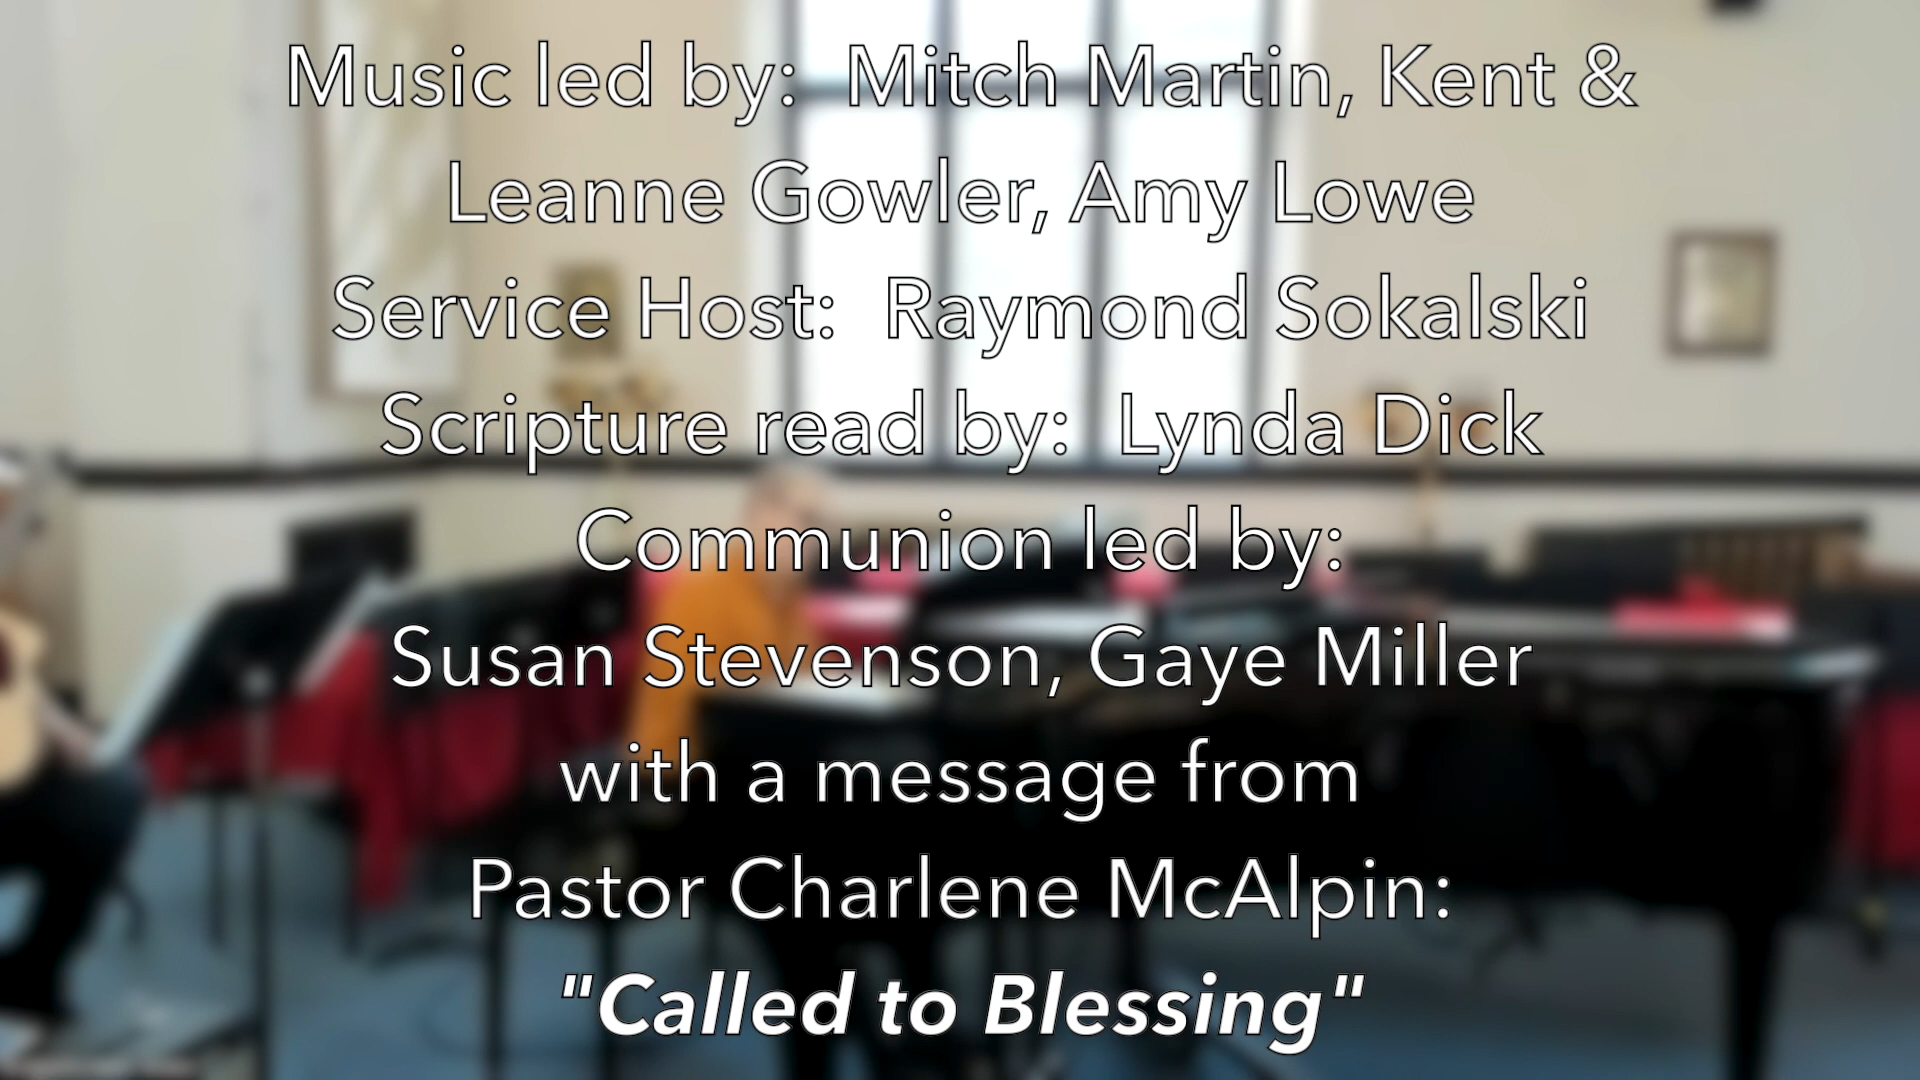 Music led by:  Mitch Martin, Kent &
Leanne Gowler, Amy Lowe
Service Host:  Raymond Sokalski
Scripture read by:  Lynda Dick
Communion led by:
Susan Stevenson, Gaye Miller
with a message from
Pastor Charlene McAlpin:
"Called to Blessing"